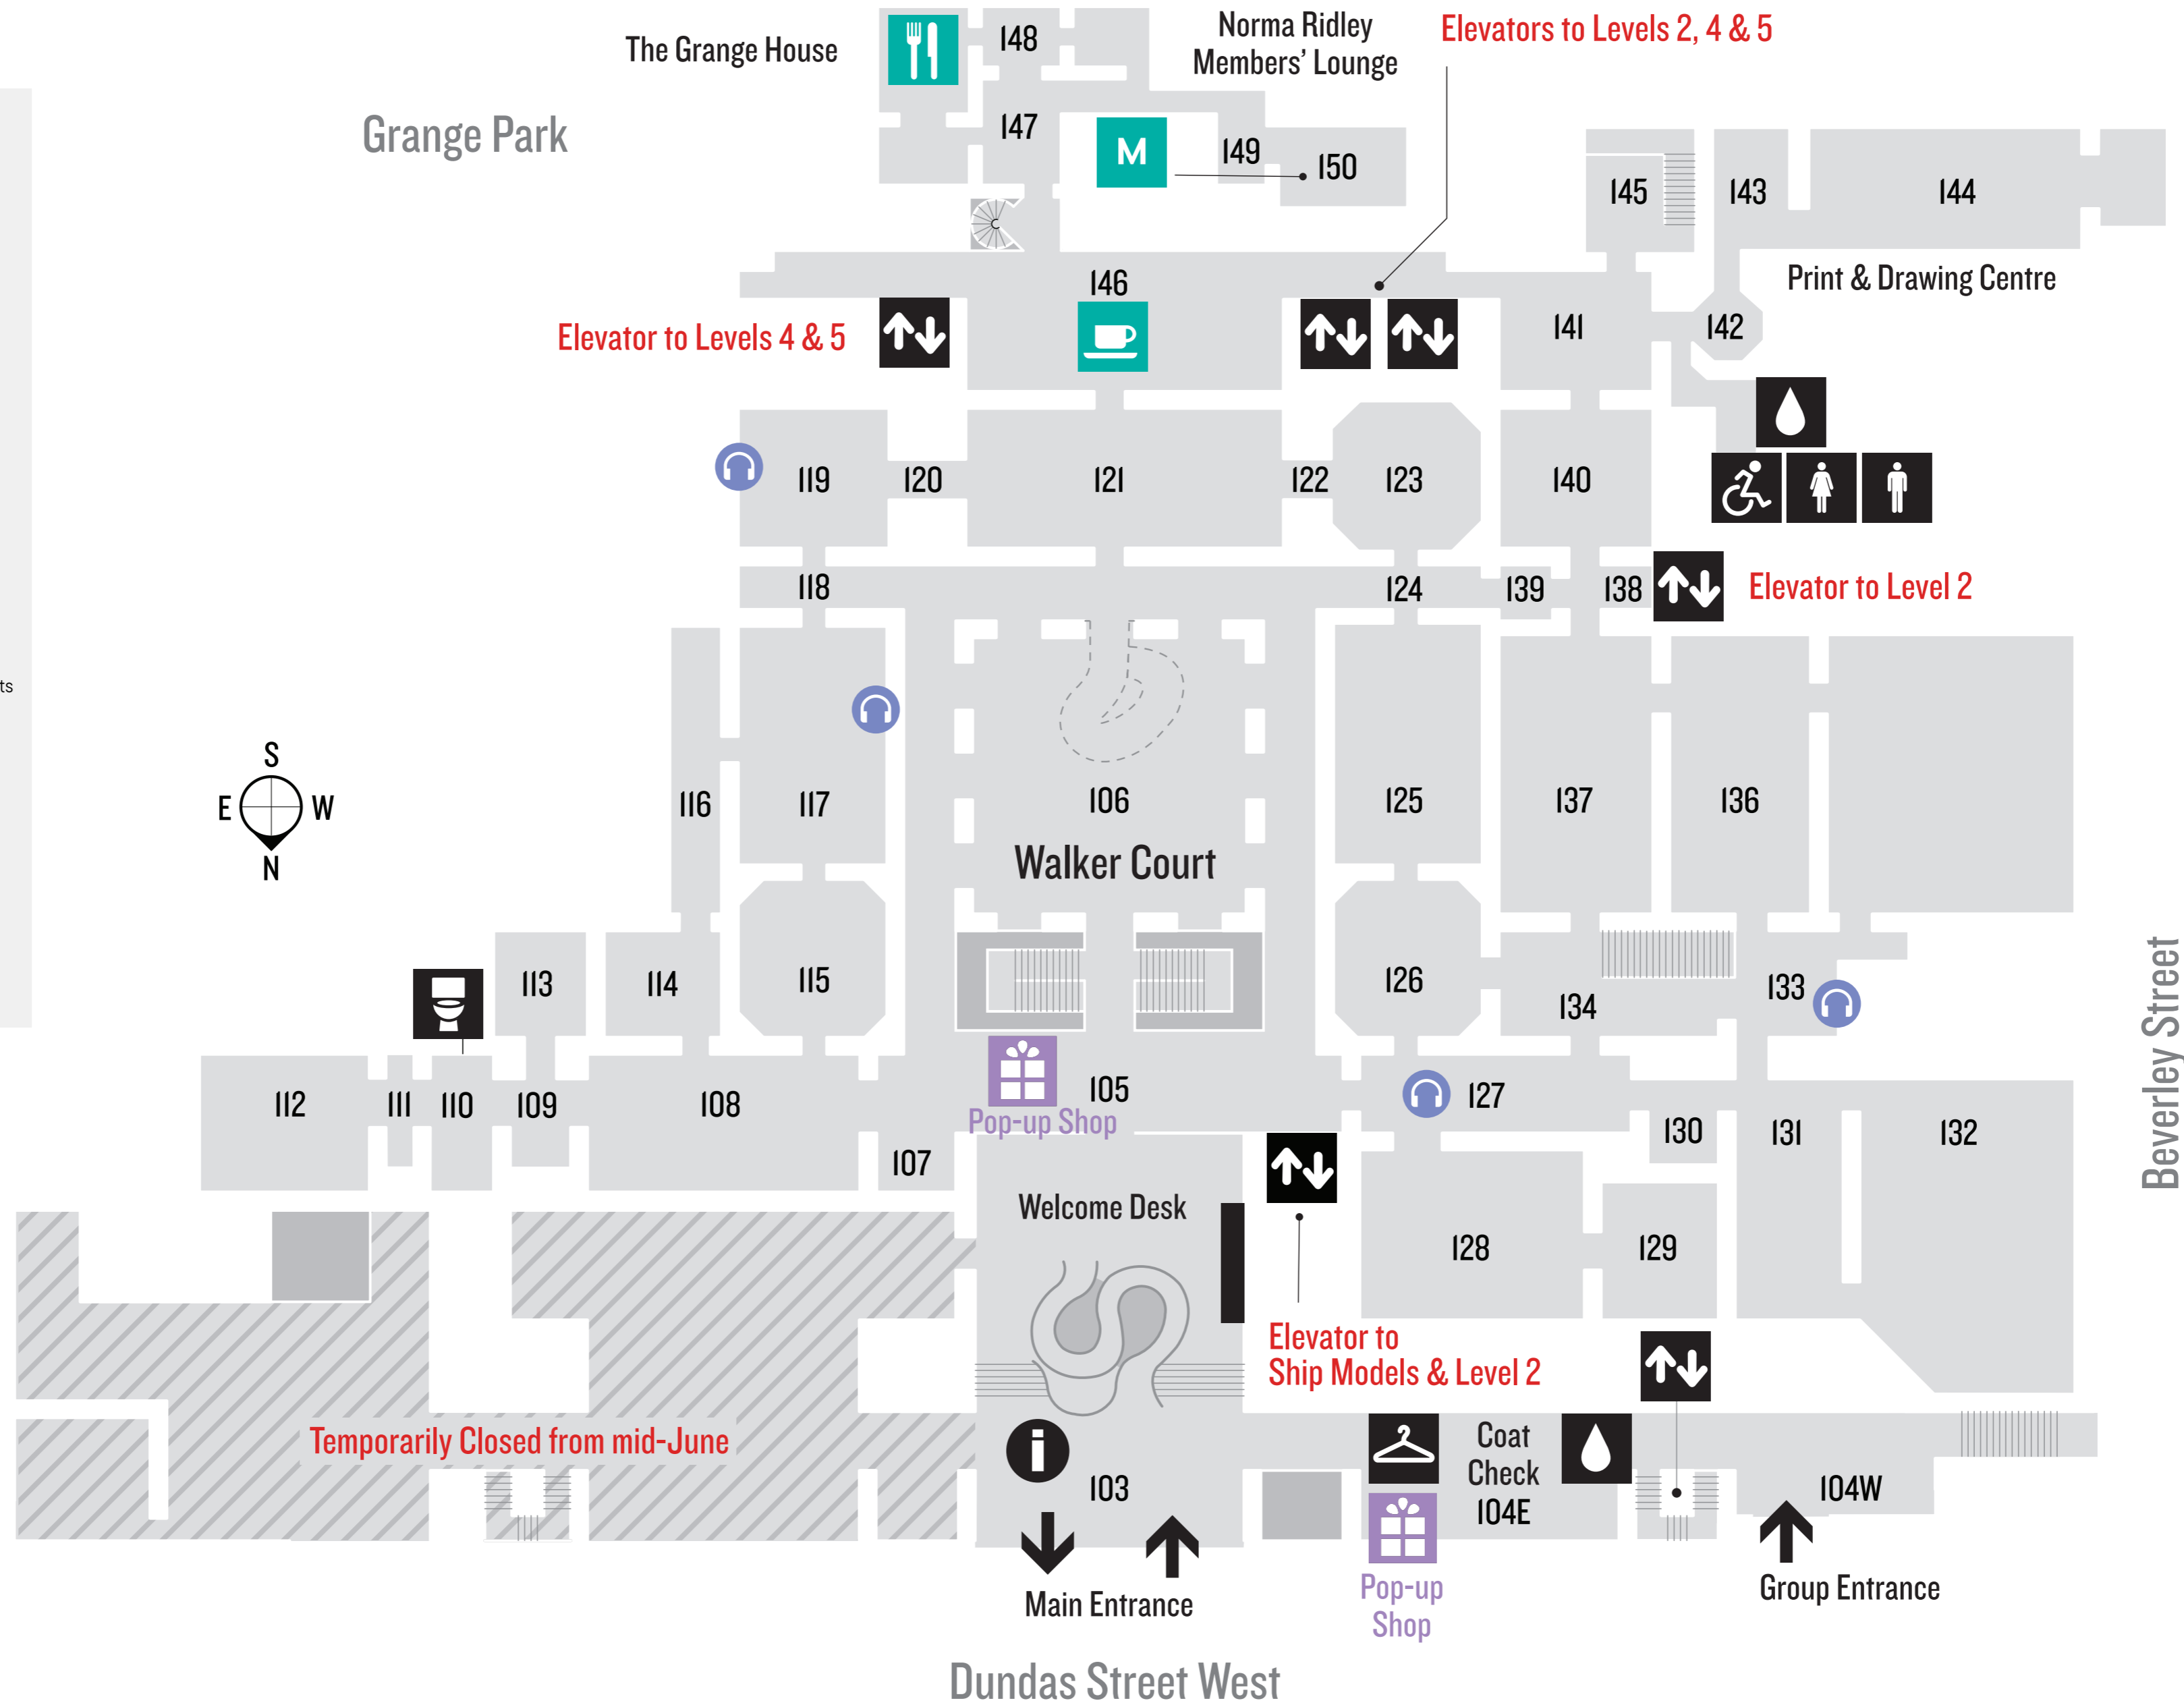 The Grange House
148
Norma Ridley
Members’ Lounge
Elevators to Levels 2, 4 & 5
Grange Park
147
M
149
150
145
143
144
Print & Drawing Centre
146
Elevator to Levels 4 & 5
141
142
119
120
121
122
123
140
118
124
139
138
Elevator to Level 2
ts
S
E
W
N
116
117
106
125
137
136
Walker Court
113
114
115
126
134
133
Beverley Street
112
111
110
109
108
105
127
Pop-up Shop
107
130
131
132
Welcome Desk
128
129
Elevator to
Ship Models & Level 2
Temporarily Closed from mid-June
i
103
Coat
Check
104E
104W
Main Entrance
Pop-up
Shop
Group Entrance
Dundas Street West